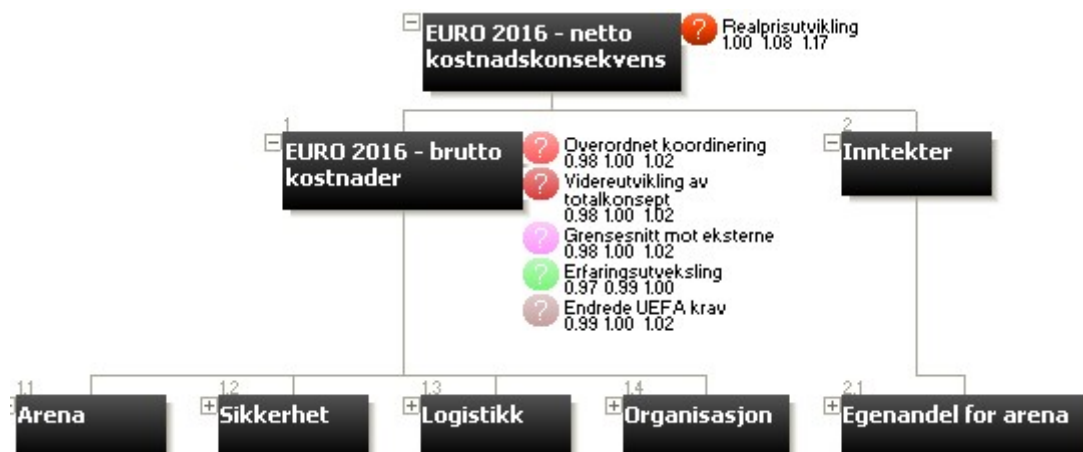 EURO 2016 - netto
kostnadskonsekvens
? Realprisutvikling
1.00 1.08 1.17
1
EURO 2016 - brutto
kostnader
? Overordnet koordinering
0.98 1.00 1.02
? Videreutvikling av
totalkonsept
0.98 1.00 1.02
? Grensesnitt mot eksterne
0.98 1.00 1.02
? Erfaringsutveksling
0.97 0.99 1.00
? Endrede UEFA krav
0.99 1.00 1.02
2
Inntekter
1.1
Arena
1.2
Sikkerhet
1.3
Logistikk
1.4
Organisasjon
2.1
Egenandel for arena